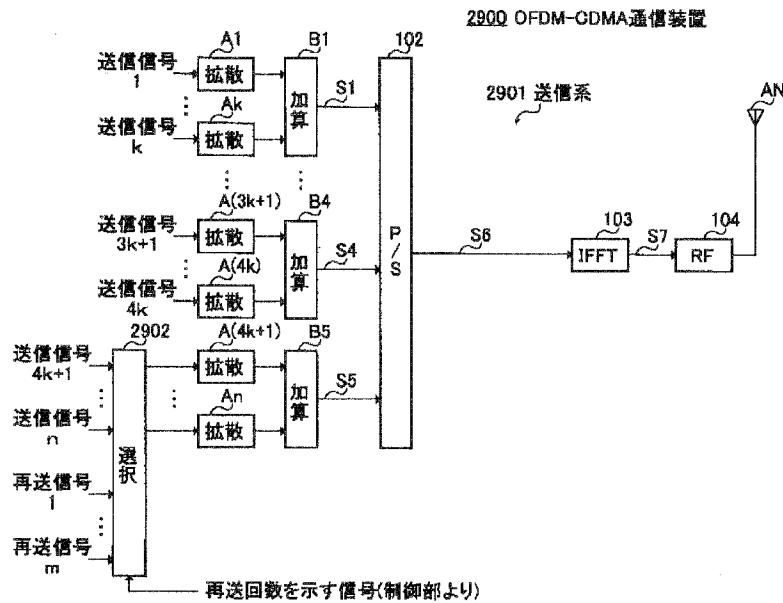 2900 OFDM-CDMA通信装置
A1
B1
102
送信信号
1
拡散
加算
S1
2901 送信系
AN
Ak
送信信号
k
拡散
A(3k+1)
B4
送信信号
3k+1
拡散
加算
S4
P/S
S6
103
IFFT
S7
104
RF
A(4k)
送信信号
4k
拡散
2902
A(4k+1)
B5
送信信号
4k+1
拡散
加算
S5
An
送信信号
n
拡散
選択
再送信号
1
再送信号
m
再送回数を示す信号(制御部より)